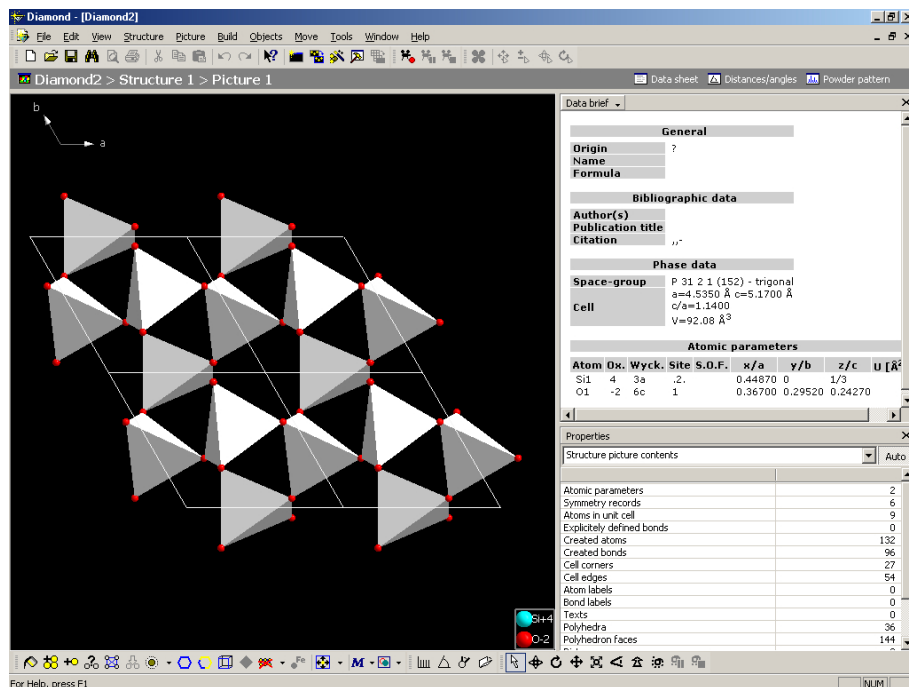 Diamond - [Diamond2]
File Edit View Structure Picture Build Objects Move Tools Window Help
Diamond2 > Structure 1 > Picture 1
Data sheet Distances/angles Powder pattern
b
a
Si+4
O-2
Data brief
General
Origin ?
Name
Formula
Bibliographic data
Author(s)
Publication title
Citation ,,-
Phase data
Space-group P 31 2 1 (152) - trigonal
Cell a=4.5350 Å c=5.1700 Å
c/a=1.1400
V=92.08 Å3
Atomic parameters
Atom Ox. Wyck. Site S.O.F. x/a y/b z/c U [Å
Si1 4 3a .2. 0.44870 0 1/3
O1 -2 6c 1 0.36700 0.29520 0.24270
Properties
Structure picture contents Auto
Atomic parameters 2
Symmetry records 6
Atoms in unit cell 9
Explicitely defined bonds 0
Created atoms 132
Created bonds 96
Cell corners 27
Cell edges 54
Atom labels 0
Bond labels 0
Texts 0
Polyhedra 36
Polyhedron faces 144
For Help, press F1
NUM